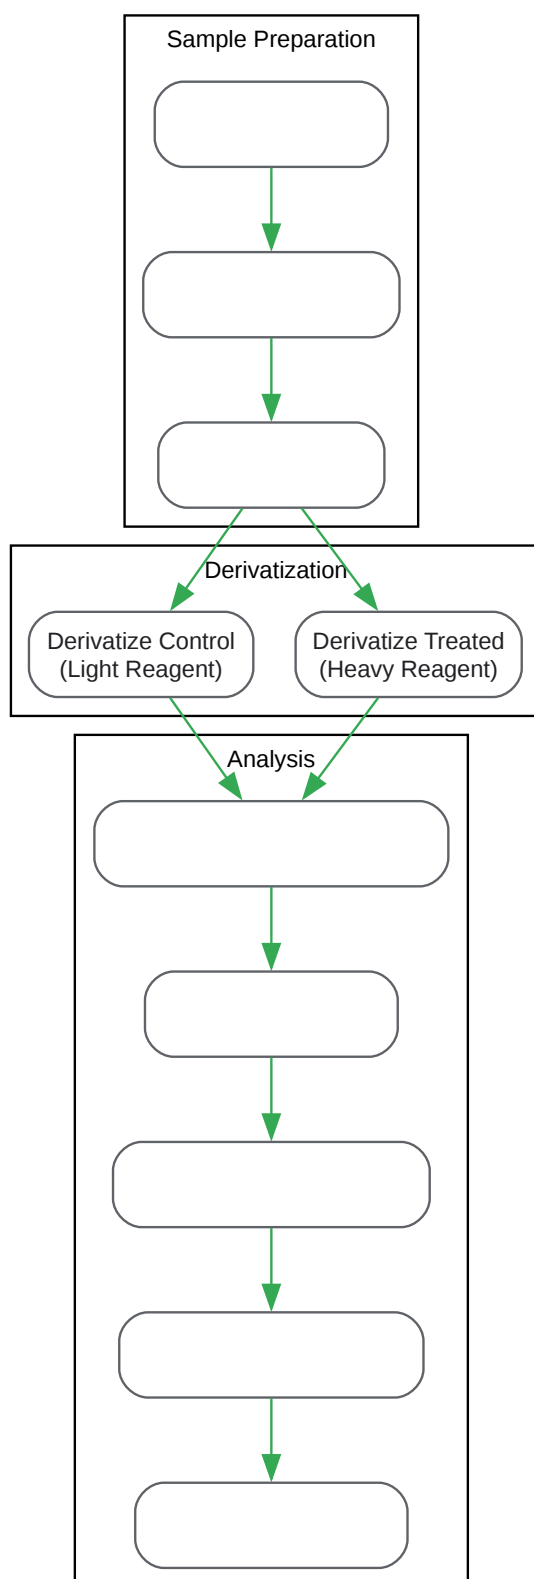 Sample Preparation
Derivatization
Derivatize Control
(Light Reagent)
Derivatize Treated
(Heavy Reagent)
Analysis